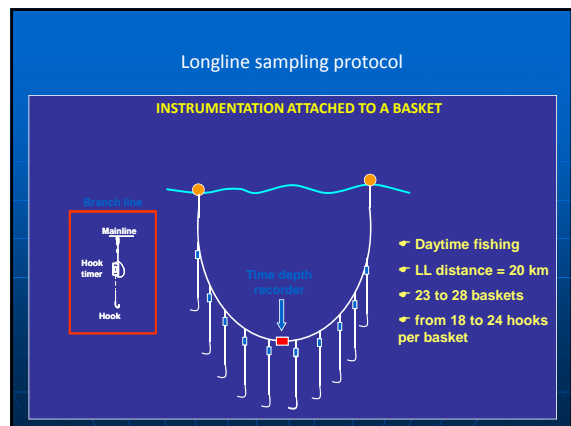 Longline sampling protocol
INSTRUMENTATION ATTACHED TO A BASKET
Branch line
Mainline
Hook
timer
Hook
Time depth
recorder
Daytime fishing
LL distance = 20 km
23 to 28 baskets
from 18 to 24 hooks
per basket